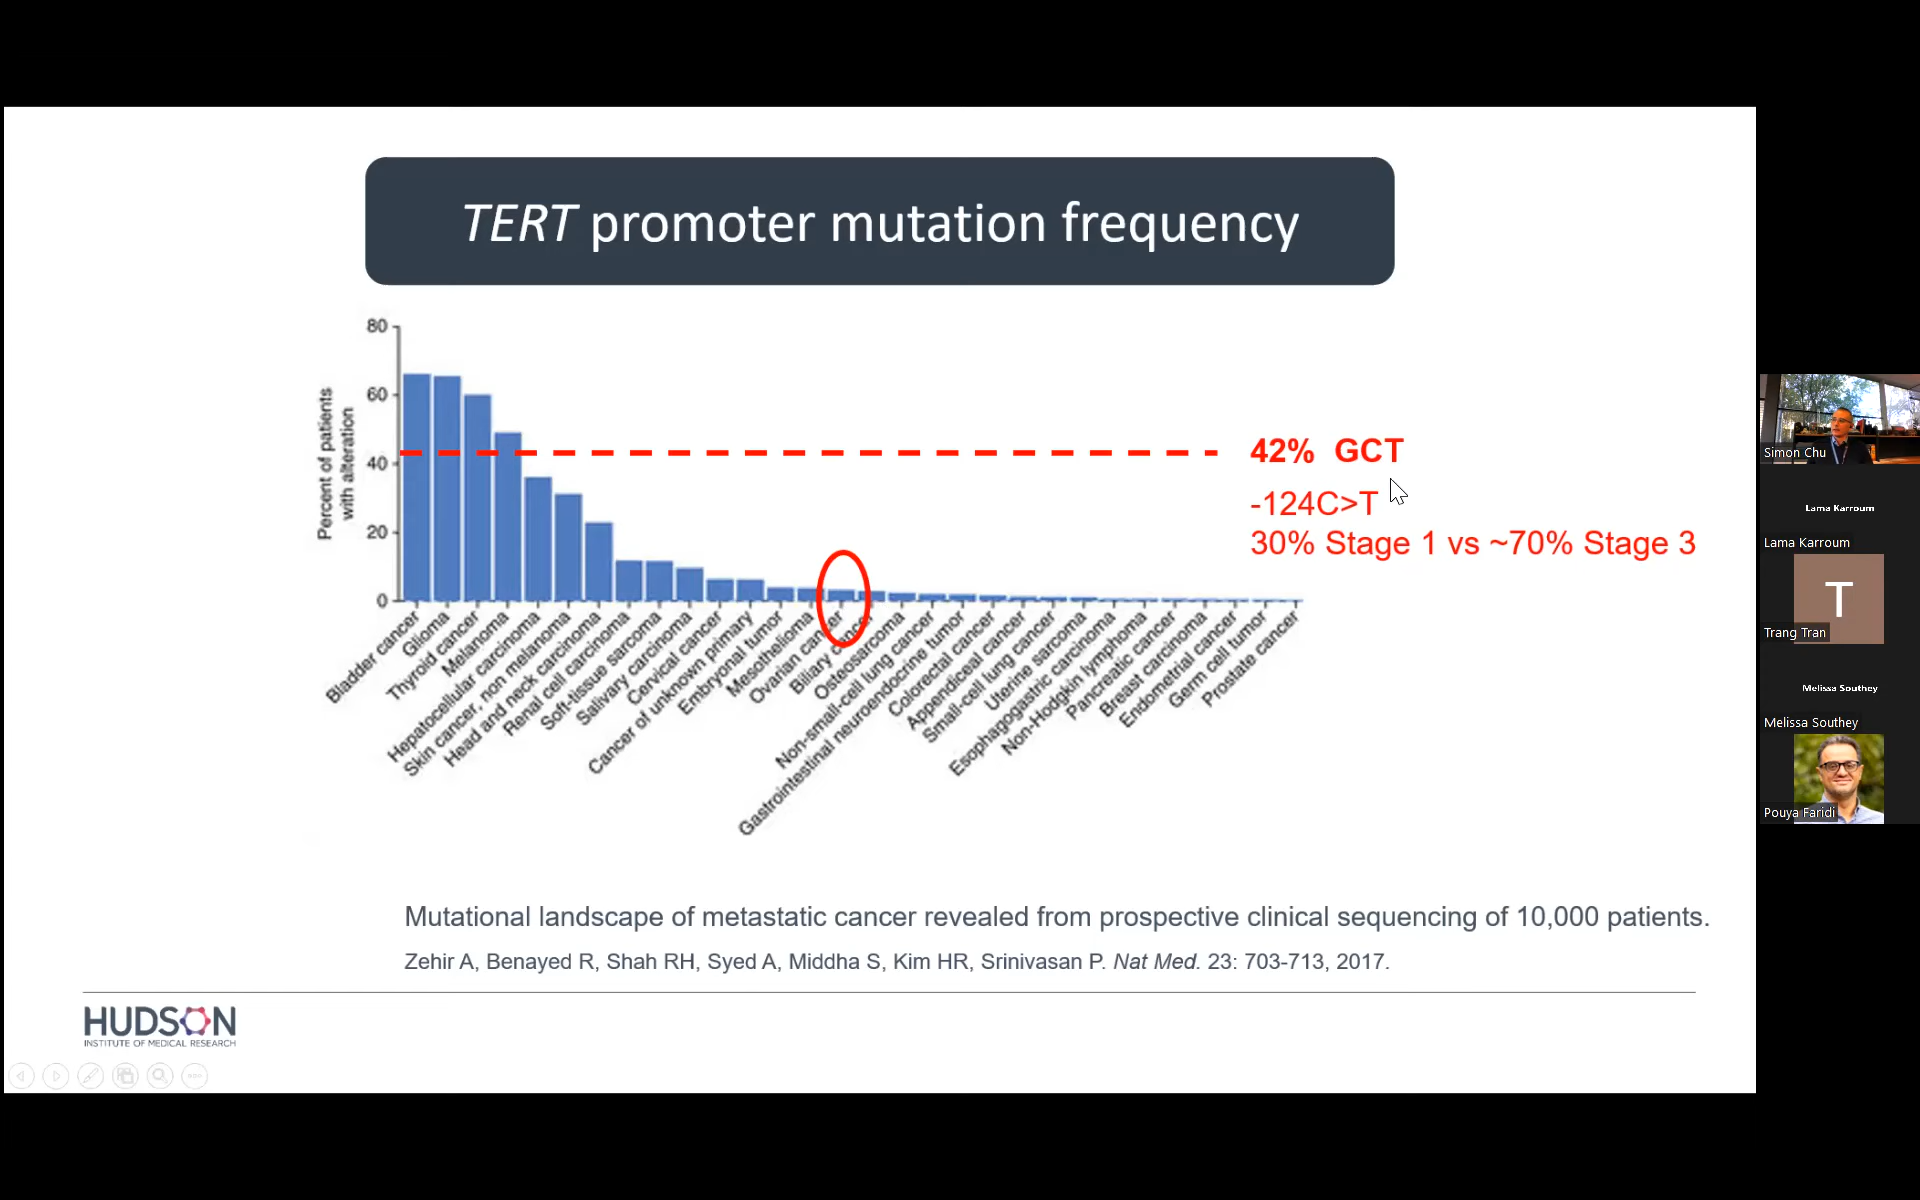 TERT promoter mutation frequency
80
60
40
20
0
Percent of patients
with alteration
42% GCT
-124C>T
30% Stage 1 vs ~70% Stage 3
Bladder cancer
Glioma
Thyroid cancer
Melanoma
Hepatocellular carcinoma
Skin cancer, non melanoma
Head and neck carcinoma
Renal cell carcinoma
Soft-tissue sarcoma
Salivary carcinoma
Cervical cancer
Cancer of unknown primary
Embryonal tumor
Mesothelioma
Ovarian cancer
Biliary cancer
Osteosarcoma
Non-small-cell lung cancer
Gastrointestinal neuroendocrine tumor
Colorectal cancer
Appendiceal cancer
Small-cell lung cancer
Uterine sarcoma
Esophagogastric carcinoma
Non-Hodgkin lymphoma
Pancreatic cancer
Breast carcinoma
Endometrial cancer
Germ cell tumor
Prostate cancer
Mutational landscape of metastatic cancer revealed from prospective clinical sequencing of 10,000 patients.
Zehir A, Benayed R, Shah RH, Syed A, Middha S, Kim HR, Srinivasan P. Nat Med. 23: 703-713, 2017.
HUDSON
INSTITUTE OF MEDICAL RESEARCH
Simon Chu
Lama Karroum
Lama Karroum
T
Trang Tran
Melissa Southey
Melissa Southey
Pouya Faridi